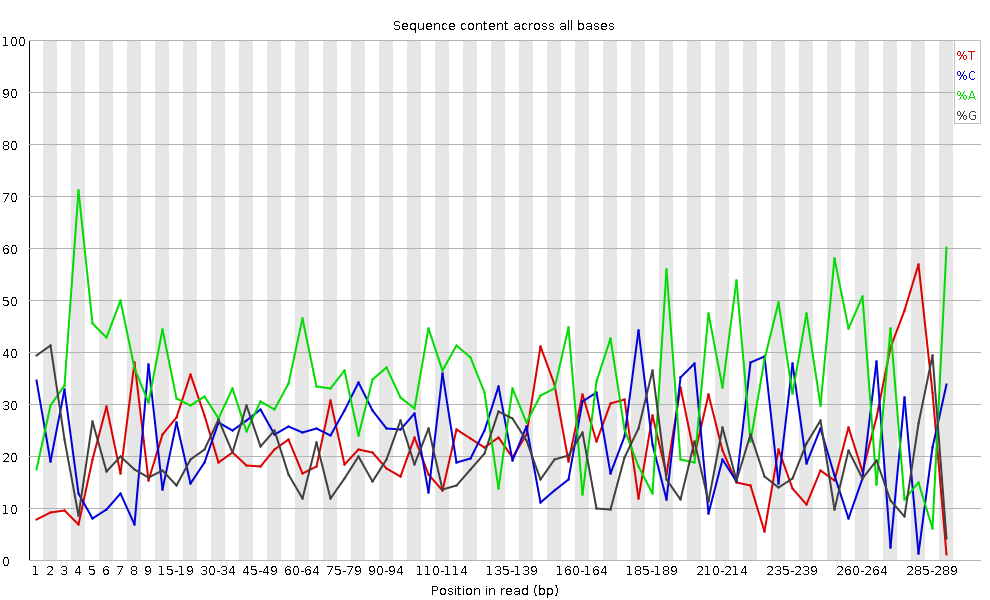 Sequence content across all bases
100
90
80
70
60
50
40
30
20
10
0
%T
%C
%A
%G
1 2 3 4 5 6 7 8 9 15-19 30-34 45-49 60-64 75-79 90-94 110-114 135-139 160-164 185-189 210-214 235-239 260-264 285-289
Position in read (bp)